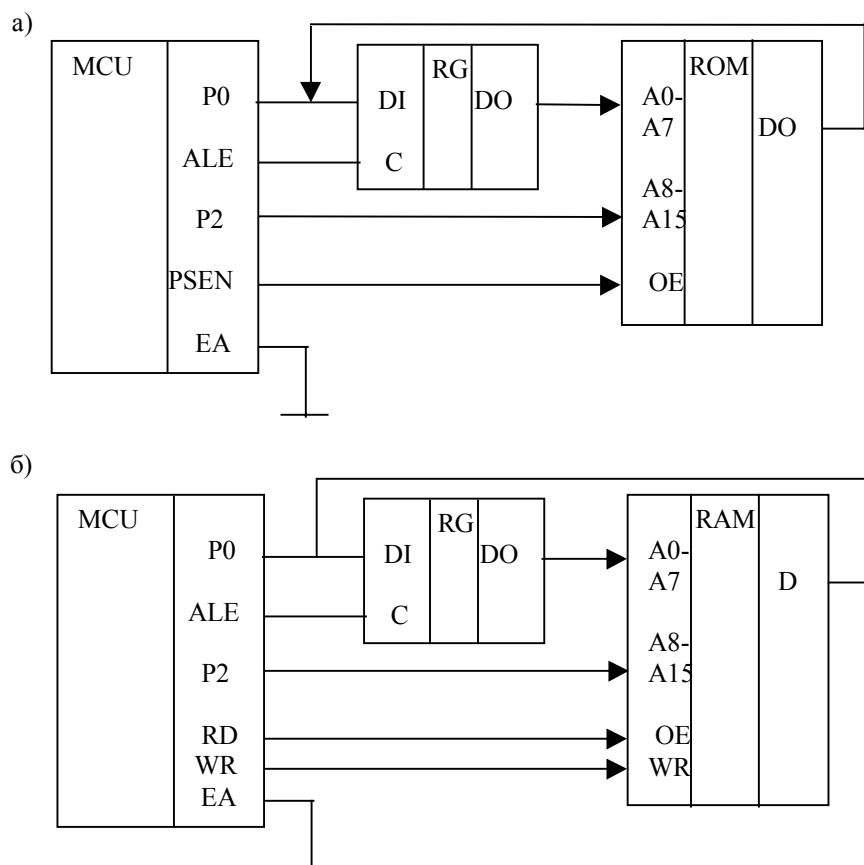 а)
MCU
P0
ALE
P2
PSEN
EA
RG
DI
DO
C
ROM
A0-
A7
DO
A8-
A15
OE
б)
MCU
P0
ALE
P2
RD
WR
EA
RG
DI
DO
C
RAM
A0-
A7
D
A8-
A15
OE
WR